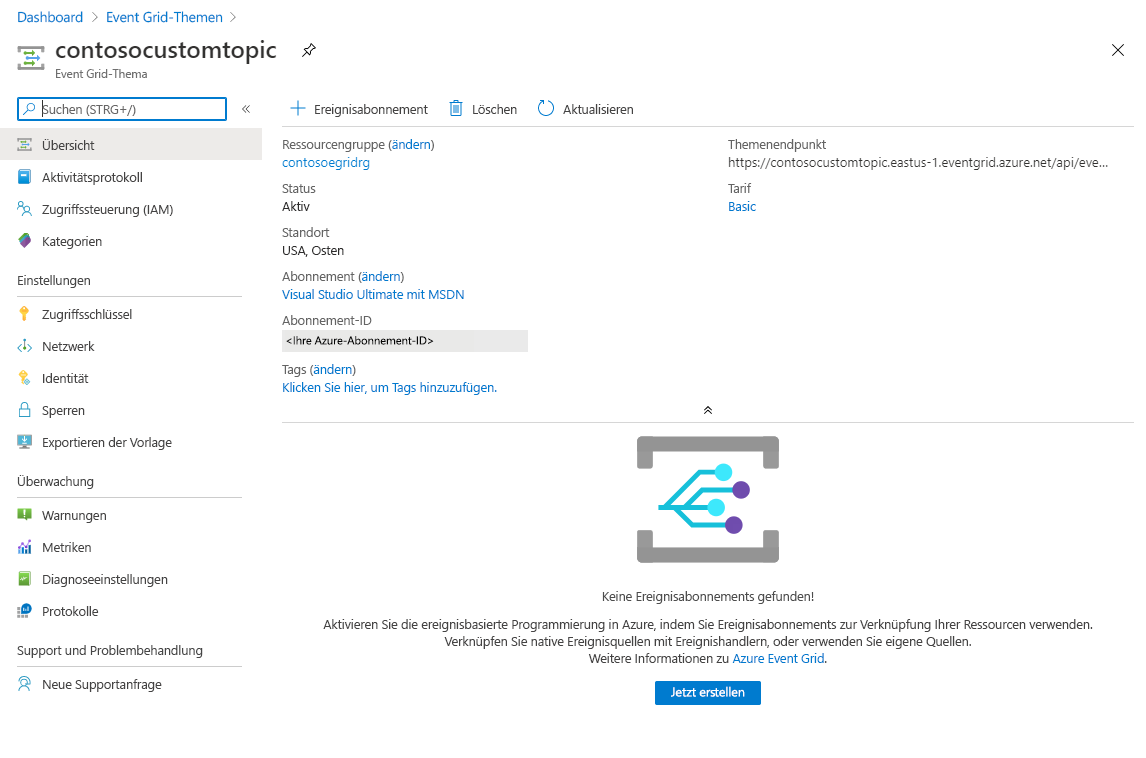 Dashboard > Event Grid-Themen >
contosocustomtopic
Event Grid-Thema
Suchen (STRG+/)
«
Übersicht
Aktivitätsprotokoll
Zugriffssteuerung (IAM)
Kategorien
Einstellungen
Zugriffsschlüssel
Netzwerk
Identität
Sperren
Exportieren der Vorlage
Überwachung
Warnungen
Metriken
Diagnoseeinstellungen
Protokolle
Support und Problembehandlung
Neue Supportanfrage
Ereignisabonnement Löschen Aktualisieren
Ressourcengruppe (ändern)
contosoegridrg
Status
Aktiv
Standort
USA, Osten
Abonnement (ändern)
Visual Studio Ultimate mit MSDN
Abonnement-ID
<Ihre Azure-Abonnement-ID>
Tags (ändern)
Klicken Sie hier, um Tags hinzuzufügen.
Themenendpunkt
https://contosocustomtopic.eastus-1.eventgrid.azure.net/api/eve...
Tarif
Basic
Keine Ereignisabonnements gefunden!
Aktivieren Sie die ereignisbasierte Programmierung in Azure, indem Sie Ereignisabonnements zur Verknüpfung Ihrer Ressourcen verwenden.
Verknüpfen Sie native Ereignisquellen mit Ereignishandlern, oder verwenden Sie eigene Quellen.
Weitere Informationen zu Azure Event Grid.
Jetzt erstellen